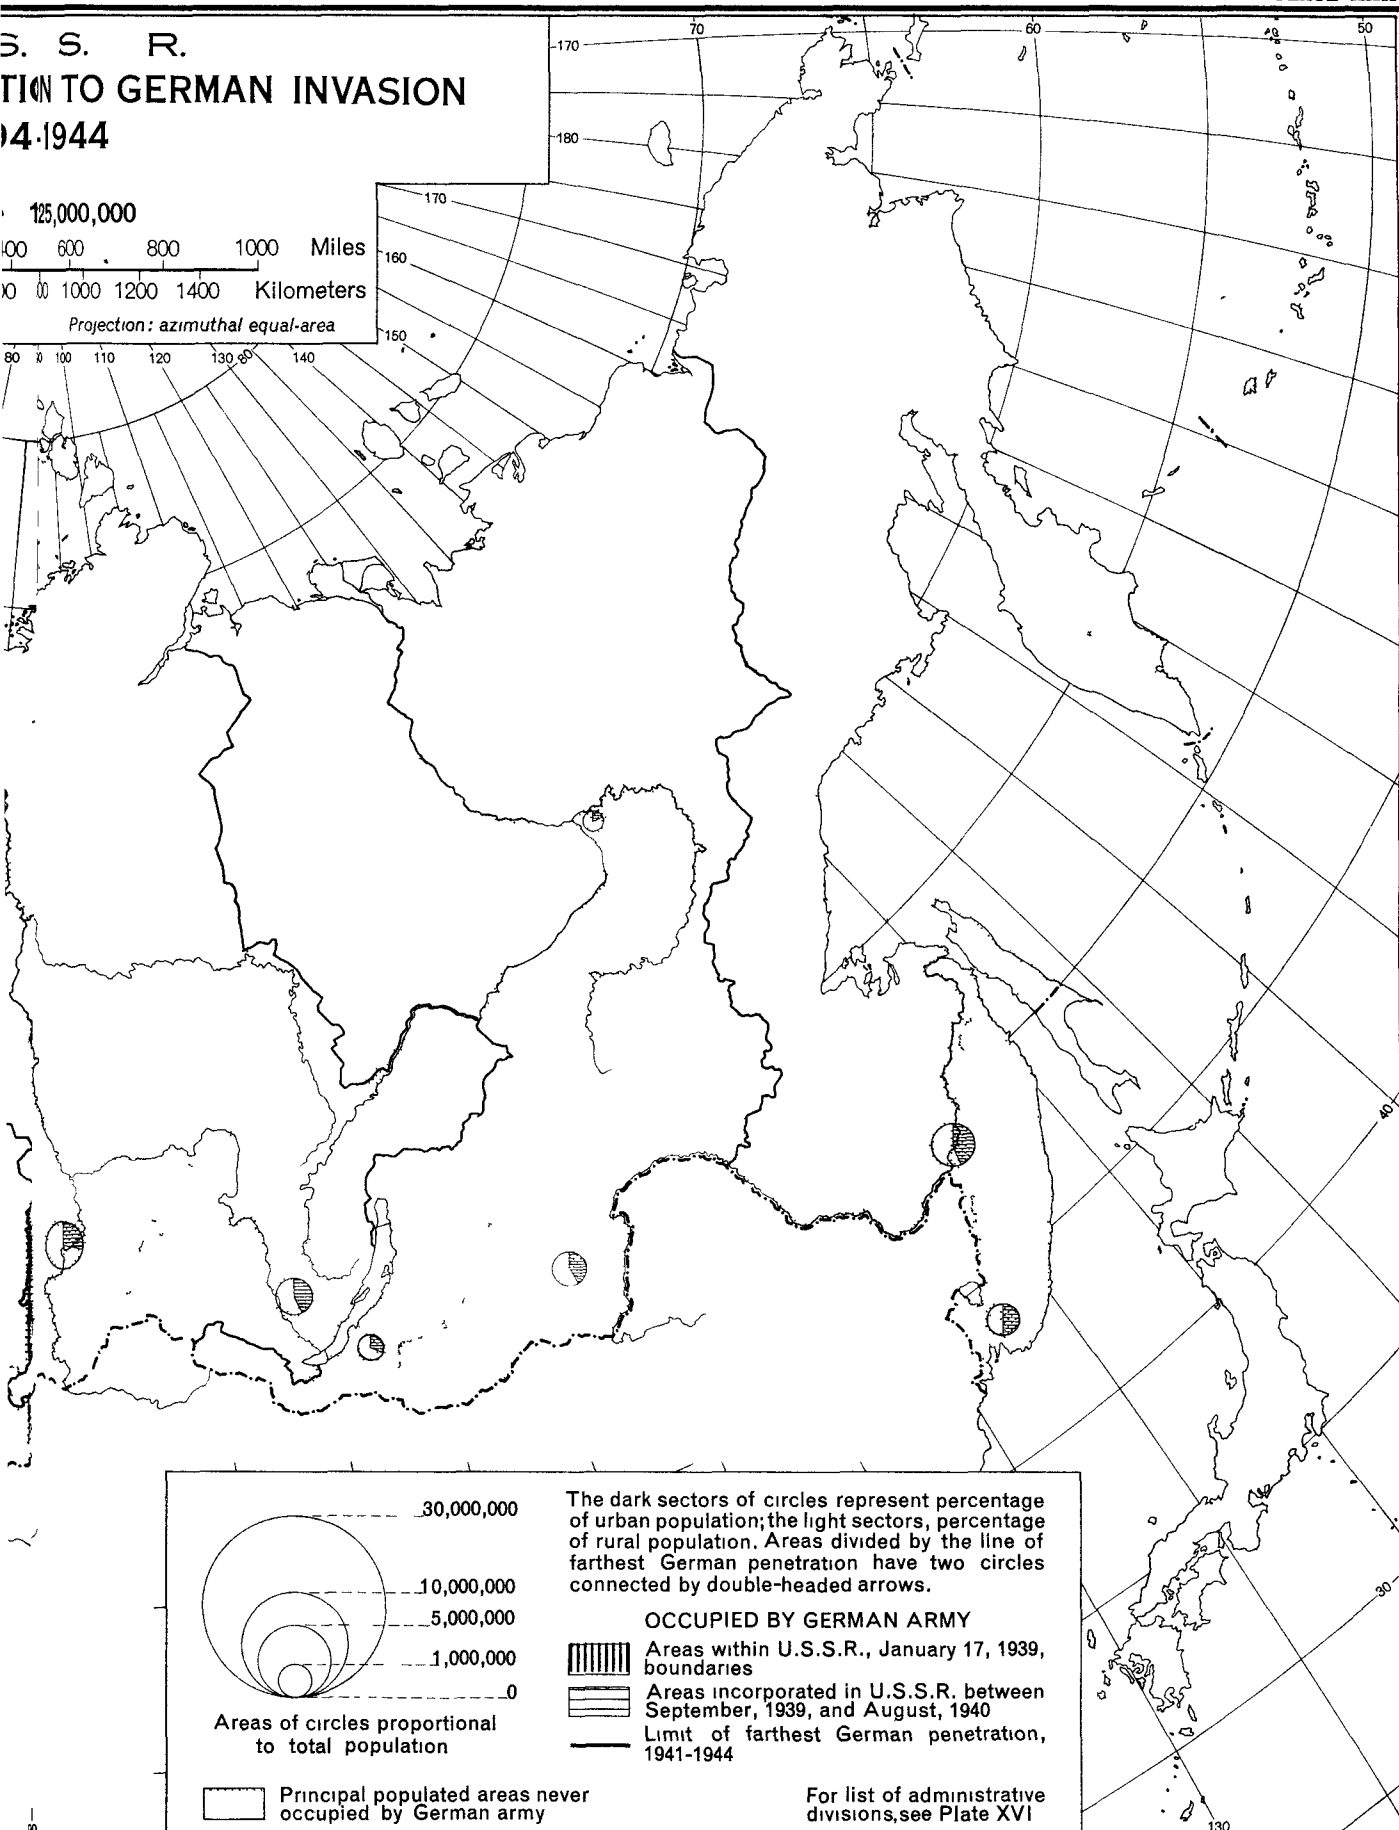 S. S. R.
TION TO GERMAN INVASION
04-1944
125,000,000
400 600 800 1000 Miles
00 00 1000 1200 1400 Kilometers
Projection: azimuthal equal-area
80 100 110 120 130 80 140
150
160
170
180
170
70
60
50
40
30
130
30,000,000
10,000,000
5,000,000
1,000,000
0
Areas of circles proportional
to total population
Principal populated areas never
occupied by German army
The dark sectors of circles represent percentage
of urban population; the light sectors, percentage
of rural population. Areas divided by the line of
farthest German penetration have two circles
connected by double-headed arrows.
OCCUPIED BY GERMAN ARMY
Areas within U.S.S.R., January 17, 1939,
boundaries
Areas incorporated in U.S.S.R. between
September, 1939, and August, 1940
Limit of farthest German penetration,
1941-1944
For list of administrative
divisions, see Plate XVI